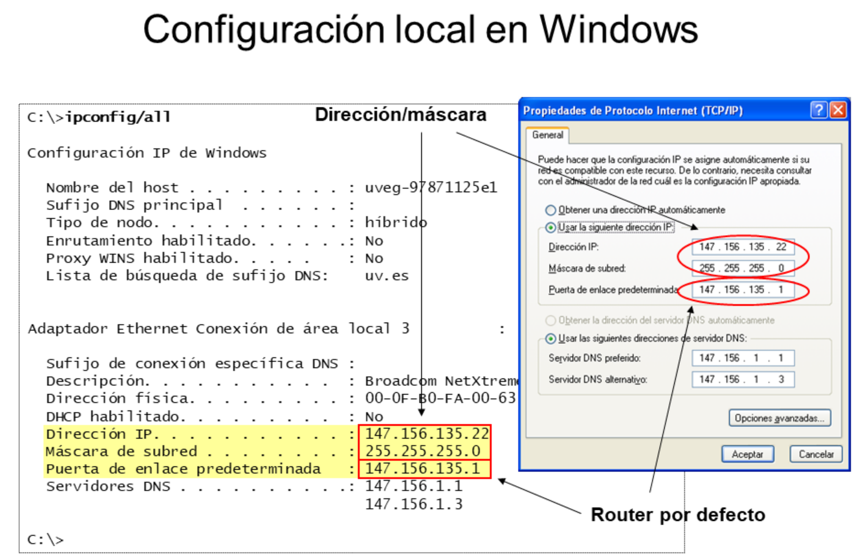 Configuración local en Windows
C:\>ipconfig/all
Dirección/máscara
Configuración IP de Windows
Nombre del host . . . . . . . . . : uveg-97871125e1
Sufijo DNS principal . . . . . . :
Tipo de nodo. . . . . . . . . . . : híbrido
Enrutamiento habilitado. . . . . .: No
Proxy WINS habilitado. . . . . : No
Lista de búsqueda de sufijo DNS: uv.es
Adaptador Ethernet Conexión de área local 3 :
Sufijo de conexión específica DNS :
Descripción. . . . . . . . . . . : Broadcom NetXtreme
Dirección física. . . . . . . . . : 00-0F-B0-FA-00-63
DHCP habilitado. . . . . . . . . : No
Dirección IP. . . . . . . . . . . : 147.156.135.22
Máscara de subred . . . . . . . . : 255.255.255.0
Puerta de enlace predeterminada : 147.156.135.1
Servidores DNS . . . . . . . . . .: 147.156.1.1
147.156.1.3
C:\>
Propiedades de Protocolo Internet (TCP/IP)
General
Puede hacer que la configuración IP se asigne automáticamente si su
red es compatible con este recurso. De lo contrario, necesita consultar
con el administrador de la red cuál es la configuración IP apropiada.
Obtener una dirección IP automáticamente
Usar la siguiente dirección IP:
Dirección IP: 147 . 156 . 135 . 22
Máscara de subred: 255 . 255 . 255 . 0
Puerta de enlace predeterminada: 147 . 156 . 135 . 1
Obtener la dirección del servidor DNS automáticamente
Usar las siguientes direcciones de servidor DNS:
Servidor DNS preferido: 147 . 156 . 1 . 1
Servidor DNS alternativo: 147 . 156 . 1 . 3
Opciones avanzadas...
Aceptar
Cancelar
Router por defecto